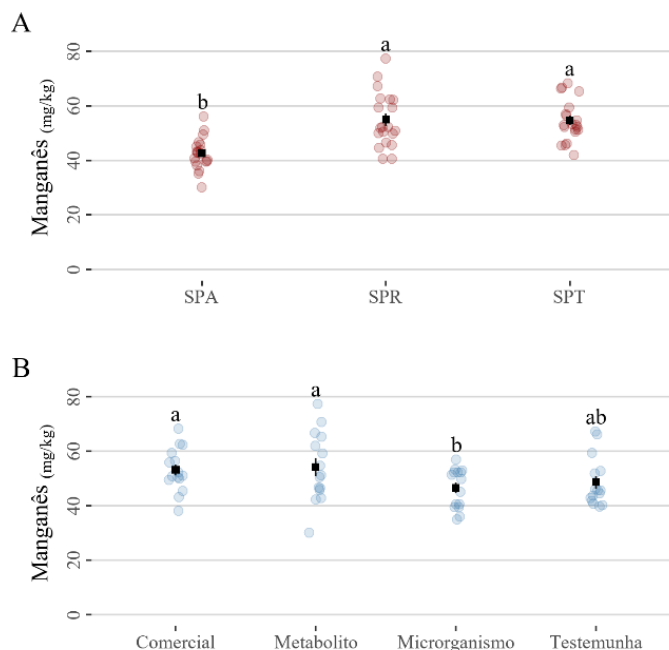 A
Manganês (mg/kg)
80
60
40
20
0
b
a
a
SPA SPR SPT
B
Manganês (mg/kg)
80
60
40
20
0
a
a
b
ab
Comercial Metabolito Microrganismo Testemunha